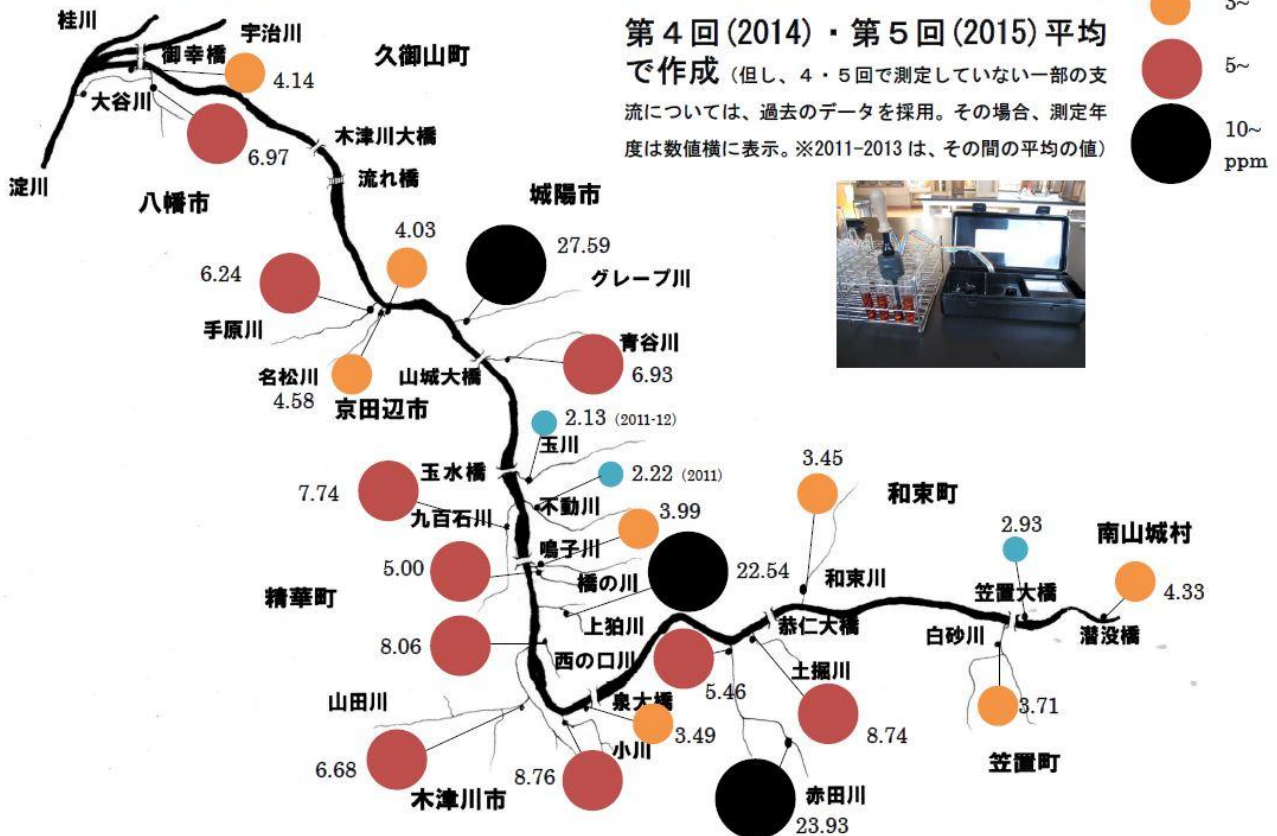 3~
第４回(2014)・第５回(2015)平均
で作成（但し、４・５回で測定していない一部の支
流については、過去のデータを採用。その場合、測定年
度は数値横に表示。※2011-2013 は、その間の平均の値）
5~
10~
ppm
桂川
宇治川
御幸橋
4.14
久御山町
大谷川
6.97
木津川大橋
淀川
流れ橋
八幡市
城陽市
4.03
27.59
6.24
グレープ川
手原川
青谷川
名松川
山城大橋
6.93
4.58
京田辺市
2.13 (2011-12)
玉川
玉水橋
2.22 (2011)
3.45
7.74
不動川
和束町
九百石川
3.99
2.93
鳴子川
南山城村
5.00
橋の川
22.54
和束川
笠置大橋
4.33
精華町
上狛川
恭仁大橋
白砂川
潜没橋
8.06
西の口川
土掘川
5.46
山田川
泉大橋
3.71
3.49
8.74
小川
笠置町
6.68
8.76
木津川市
赤田川
23.93